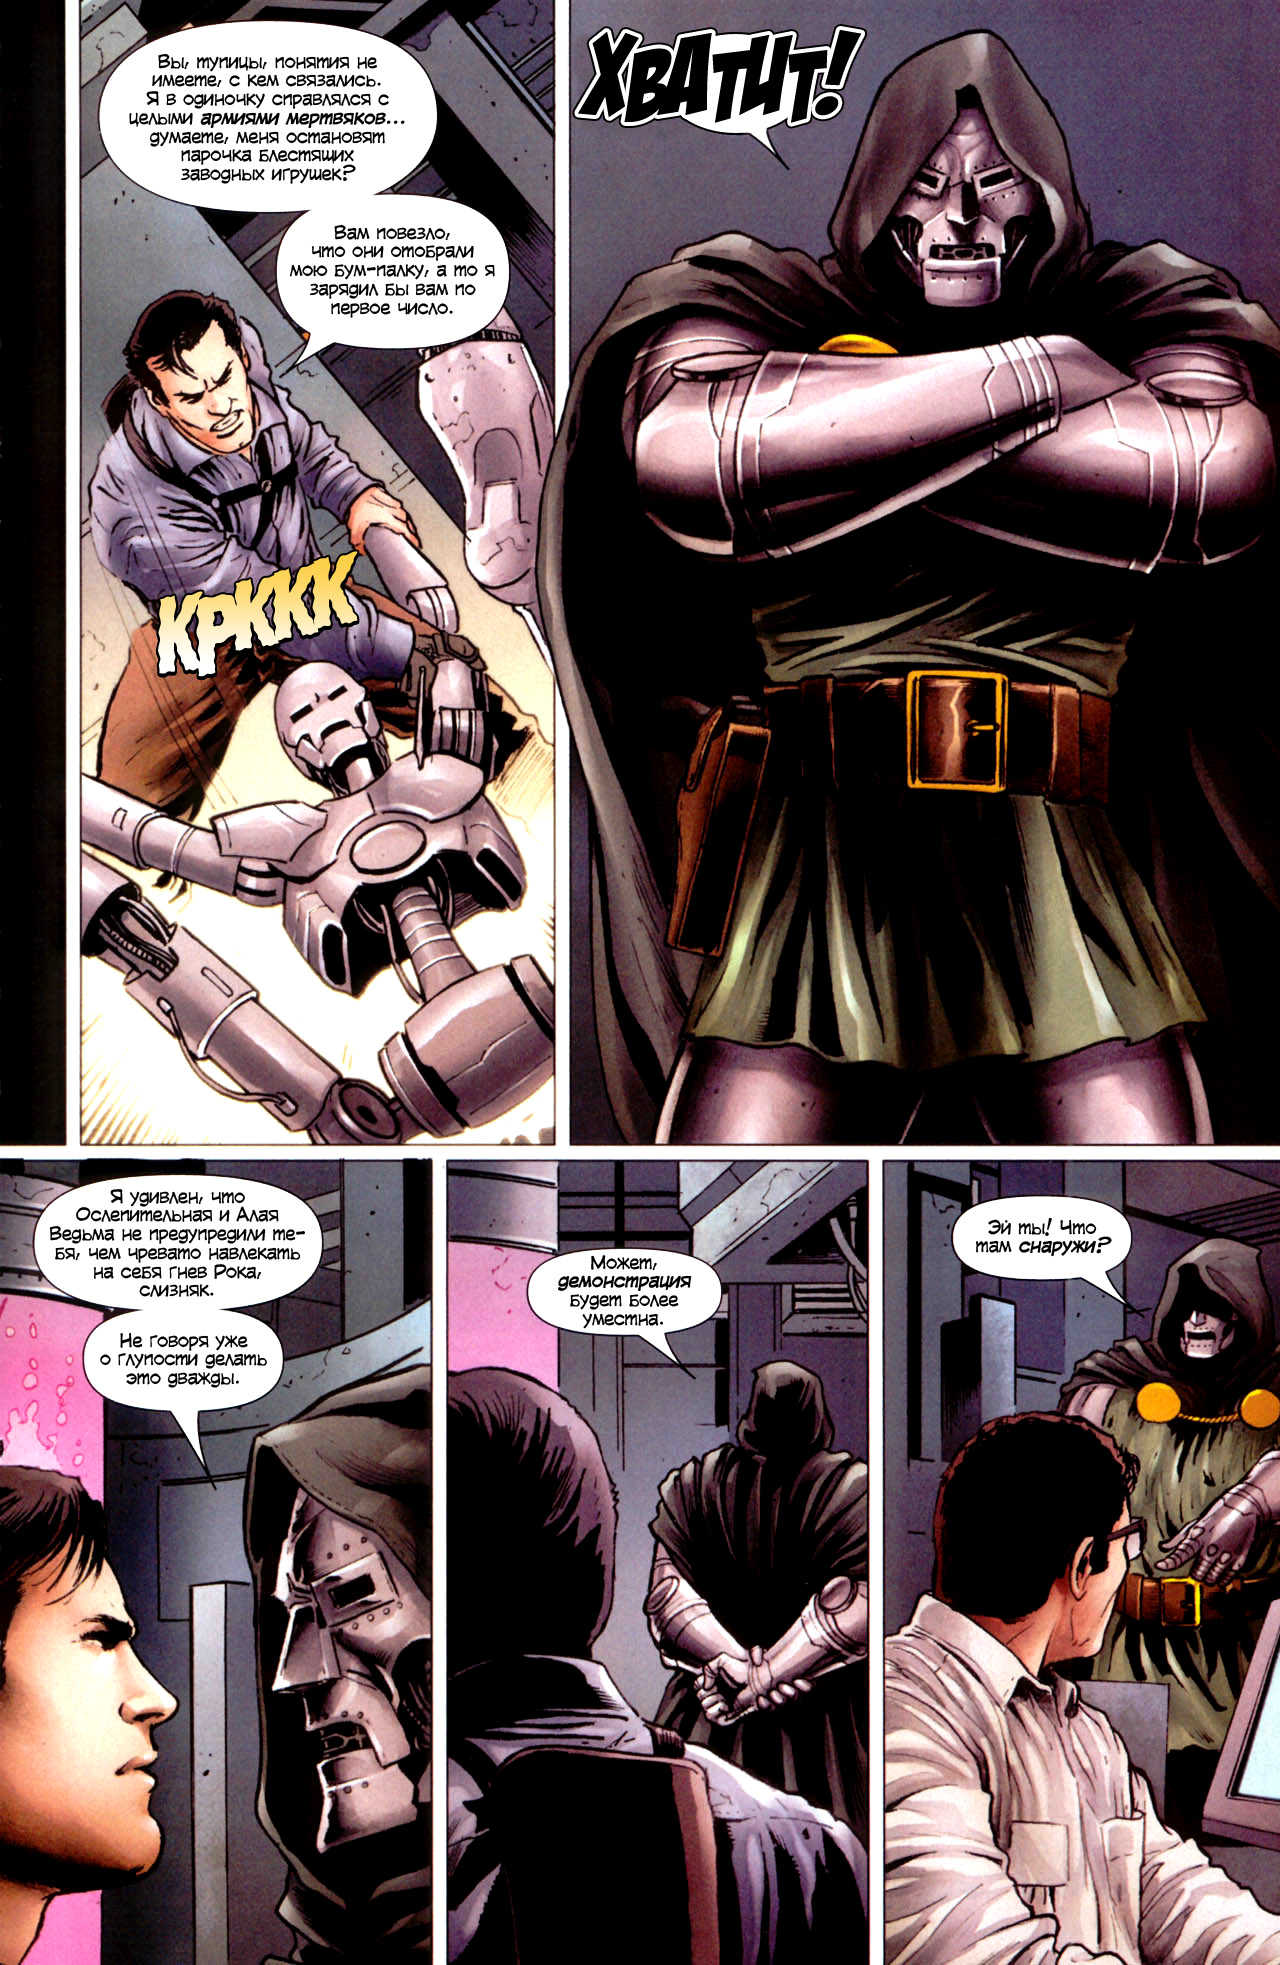 Вы, тупицы, понятия не
имеете, с кем связались.
Я в одиночку справлялся с
целыми армиями мертвяков...
думаете, меня остановят
парочка блестящих
заводных игрушек?
Вам повезло,
что они отобрали
мою бум-палку, а то я
зарядил бы вам по
первое число.
КРККК
ХВАТИТ!
Я удивлен, что
Ослепительная и Алая
Ведьма не предупредили те-
бя, чем чревато навлекать
на себя гнев Рока,
слизняк.
Не говоря уже
о глупости делать
это дважды.
Может,
демонстрация
будет более
уместна.
Эй ты! Что
там снаружи?